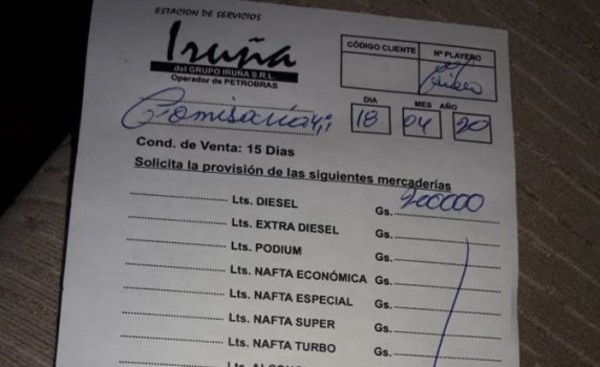 ESTACION DE SERVICIOS
Iruña
del GRUPO IRUÑA S.R.L.
Operador de PETROBRAS
CÓDIGO CLIENTE Nº PLAYERO
Comisaria
DIA MES AÑO
18 04 20
Cond. de Venta: 15 Dias
Solicita la provisión de las siguientes mercaderías
Lts. DIESEL Gs. 200000
Lts. EXTRA DIESEL Gs.
Lts. PODIUM Gs.
Lts. NAFTA ECONÓMICA Gs.
Lts. NAFTA ESPECIAL Gs.
Lts. NAFTA SUPER Gs.
Lts. NAFTA TURBO Gs.